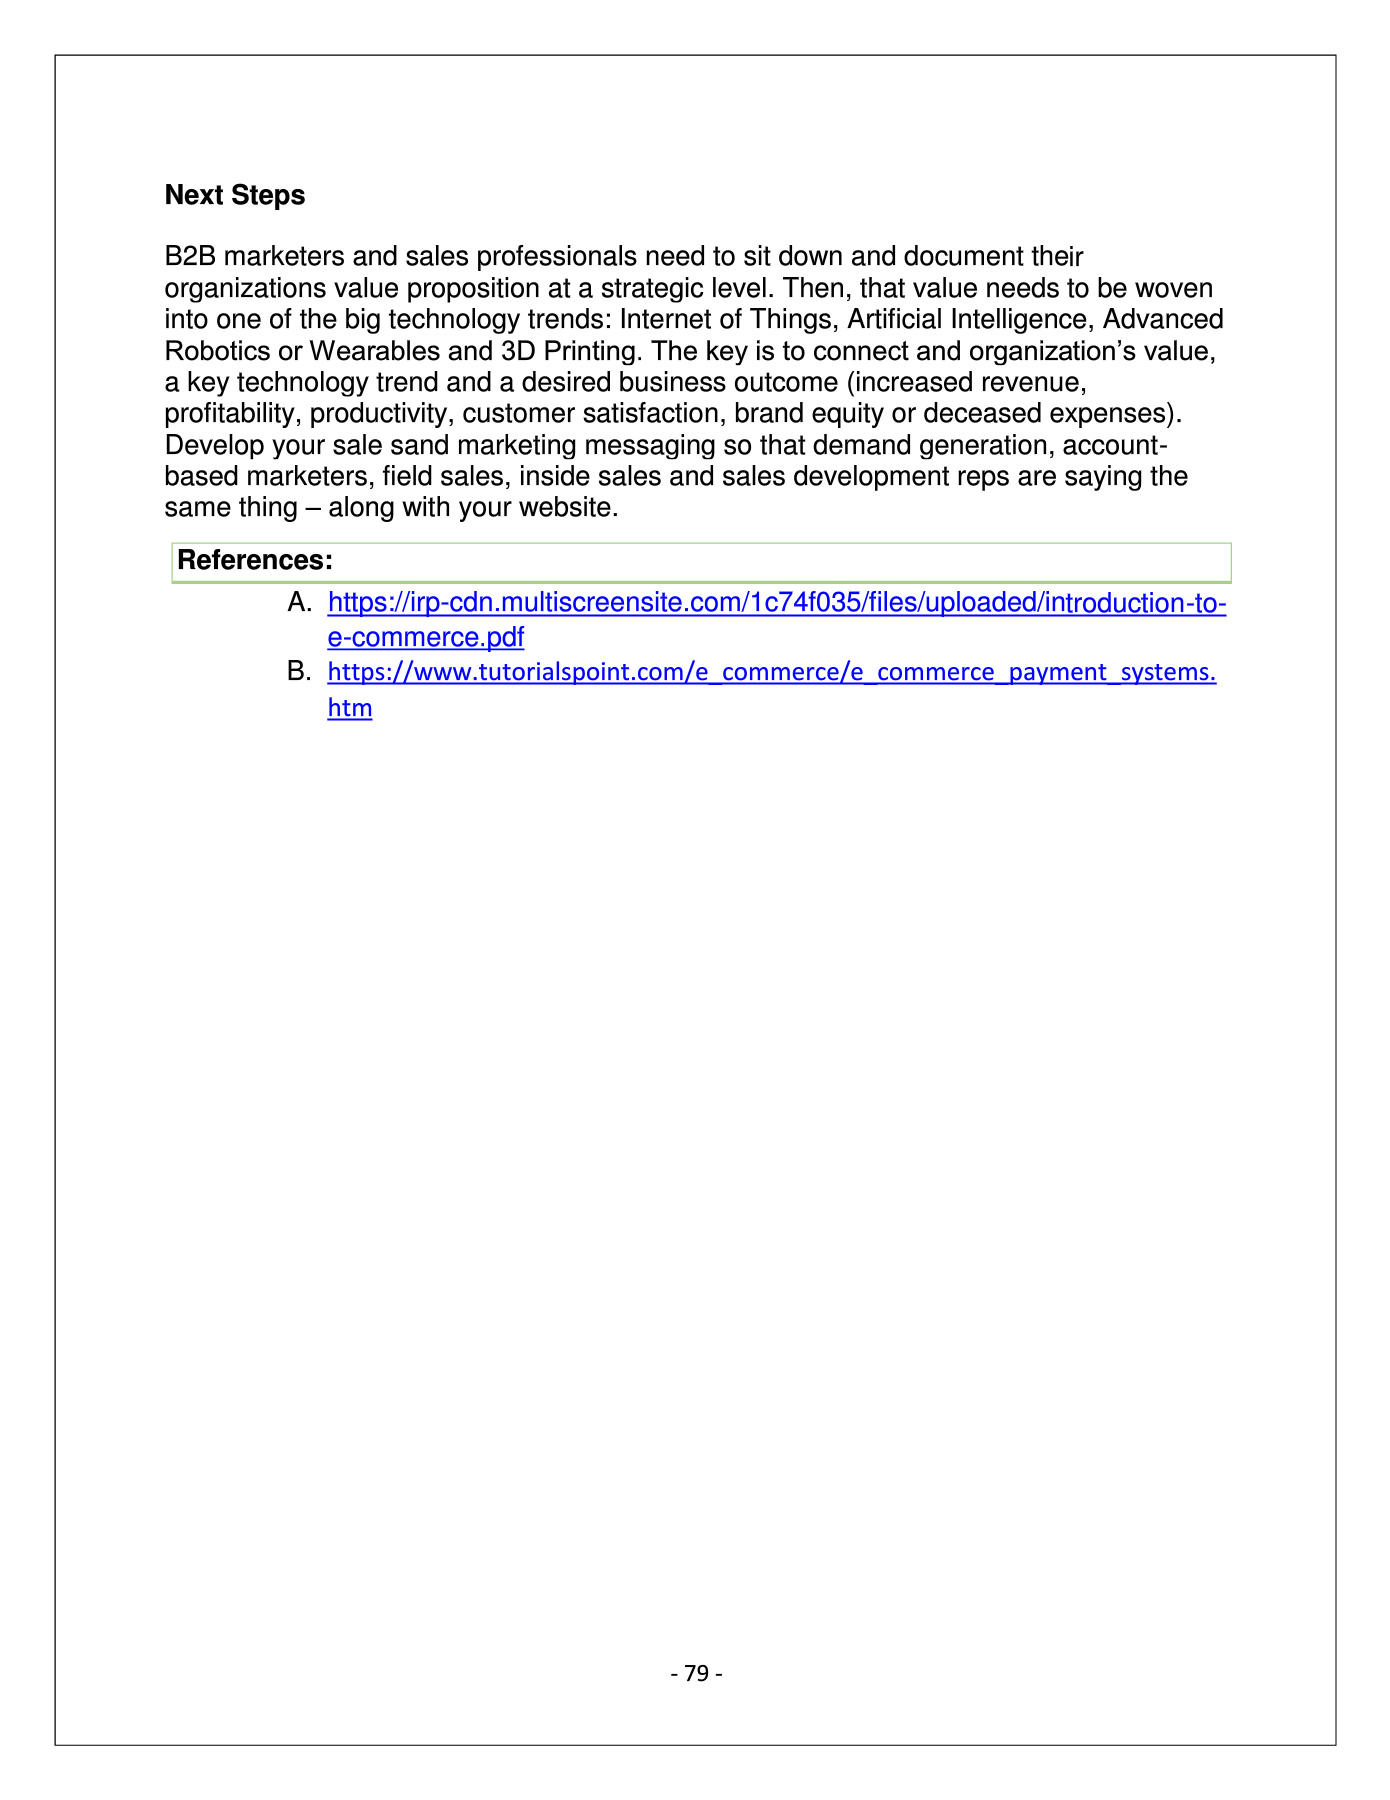 Next Steps
B2B marketers and sales professionals need to sit down and document their
organizations value proposition at a strategic level. Then, that value needs to be woven
into one of the big technology trends: Internet of Things, Artificial Intelligence, Advanced
Robotics or Wearables and 3D Printing. The key is to connect and organization’s value,
a key technology trend and a desired business outcome (increased revenue,
profitability, productivity, customer satisfaction, brand equity or deceased expenses).
Develop your sale sand marketing messaging so that demand generation, account-
based marketers, field sales, inside sales and sales development reps are saying the
same thing – along with your website.
References:
A. https://irp-cdn.multiscreensite.com/1c74f035/files/uploaded/introduction-to-
e-commerce.pdf
B. https://www.tutorialspoint.com/e_commerce/e_commerce_payment_systems.
htm
- 79 -